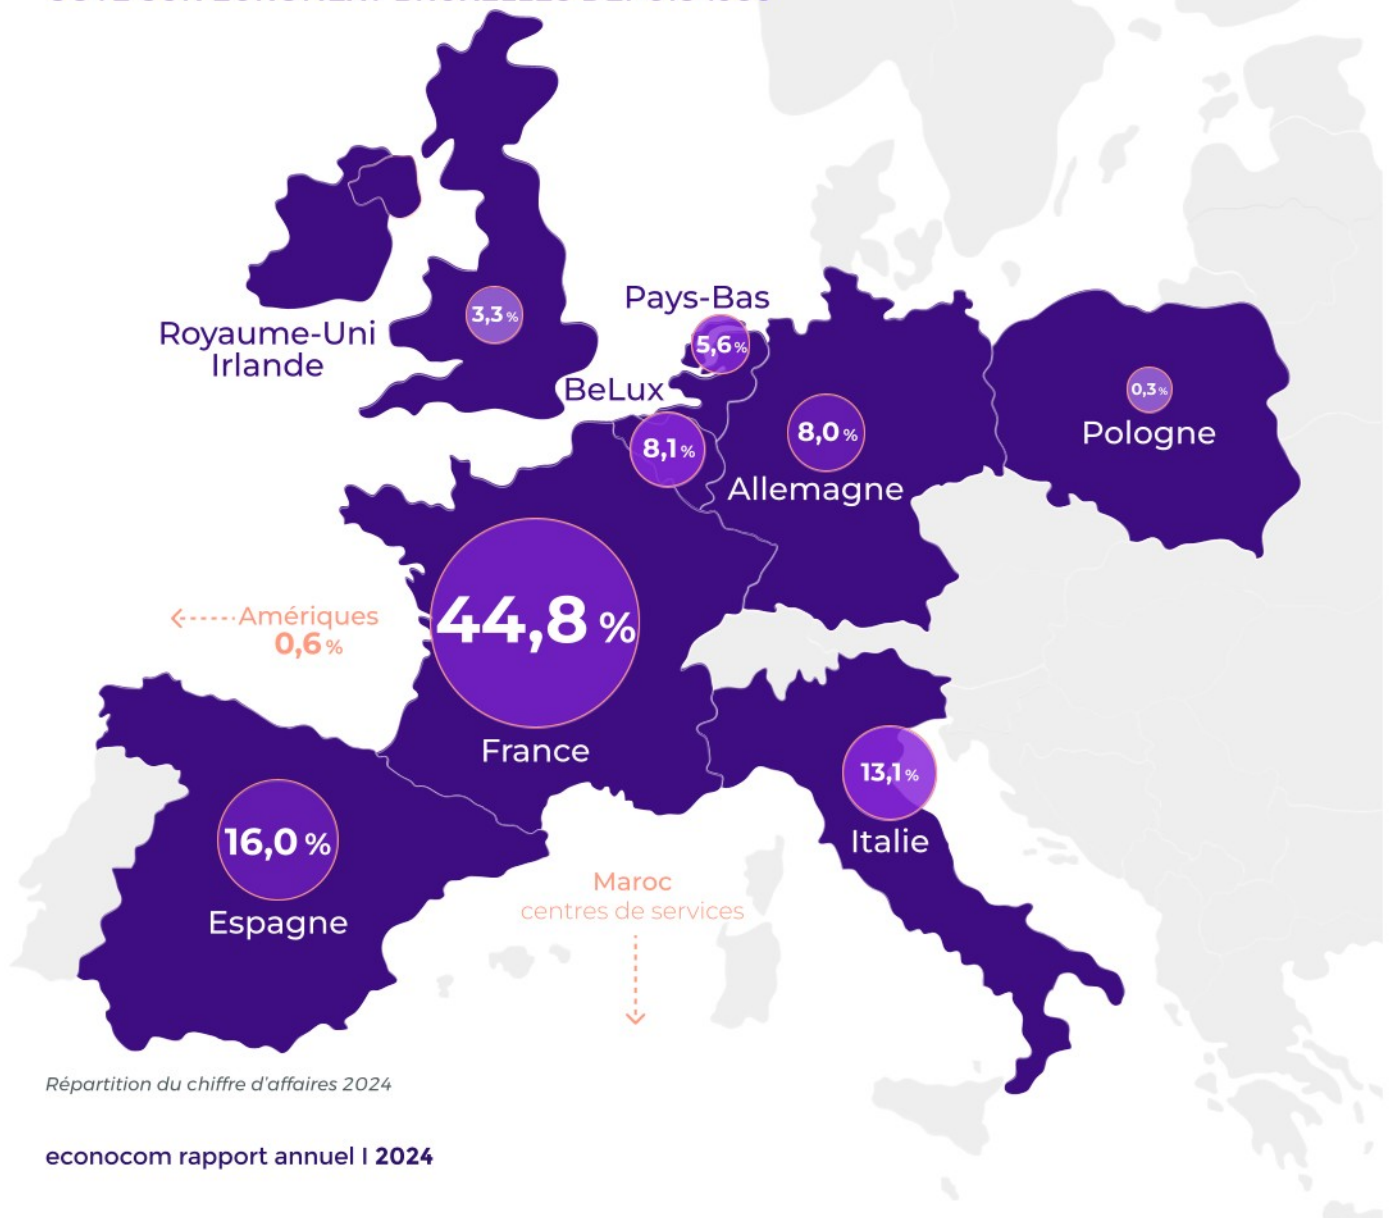 Royaume-Uni
Irlande
3,3 %
Pays-Bas
5,6 %
BeLux
8,1 %
8,0 %
Allemagne
0,3 %
Pologne
44,8 %
France
Amériques
0,6 %
16,0 %
Espagne
13,1 %
Italie
Maroc
centres de services
Répartition du chiffre d'affaires 2024
econocom rapport annuel I 2024